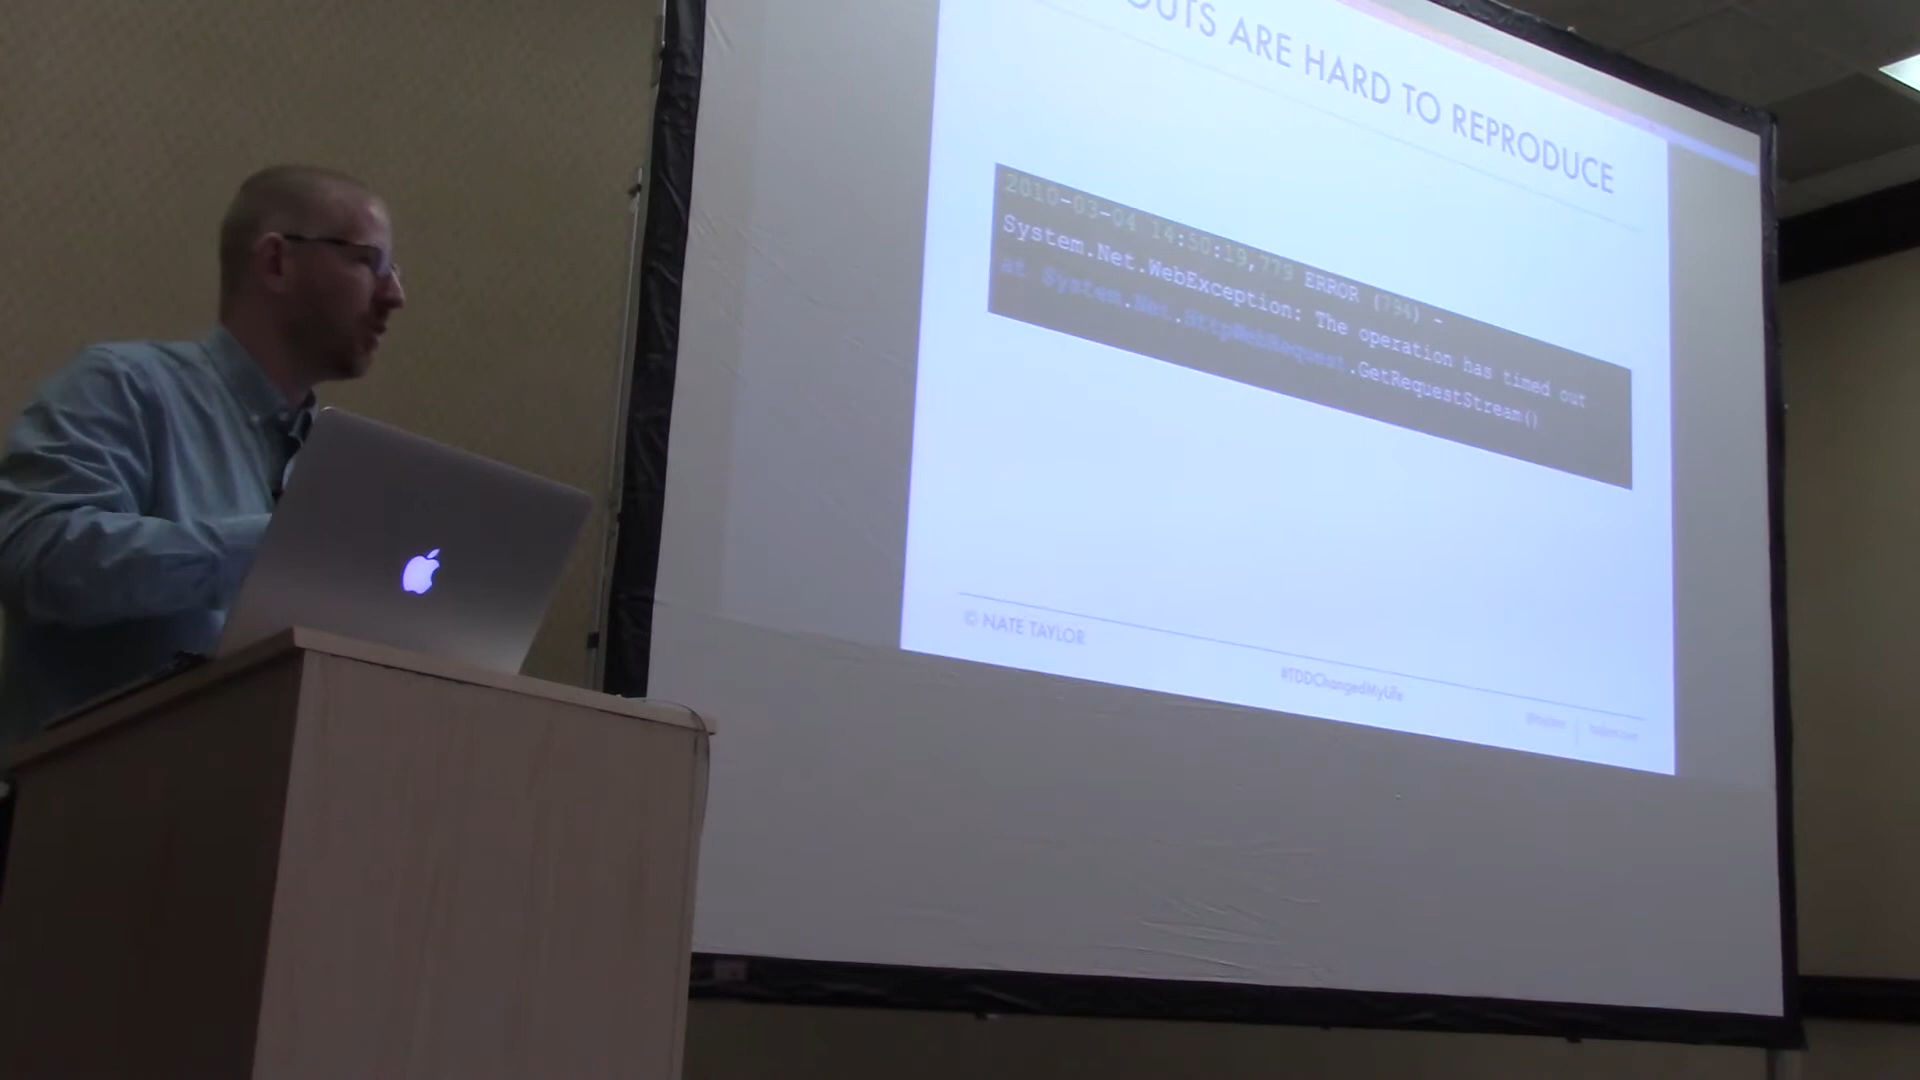 OUTS ARE HARD TO REPRODUCE
2010-03-04 14:50:19,779 ERROR (794) -
System.Net.WebException: The operation has timed out
at System.Net.HttpWebRequest.GetRequestStream()
© NATE TAYLOR
#TDDChangedMyLife